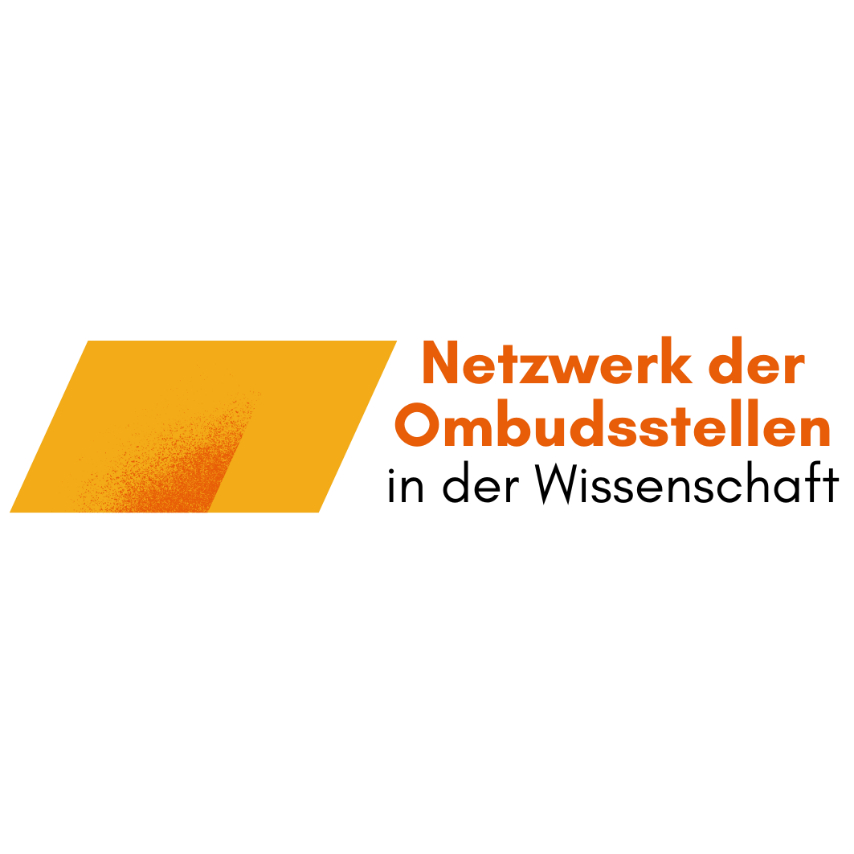 Netzwerk der
Ombudsstellen
in der Wissenschaft